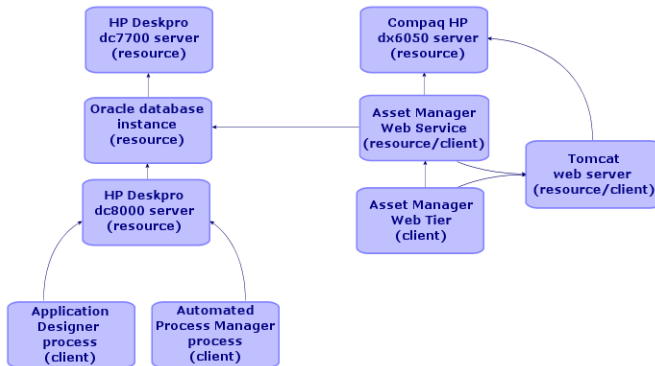 HP Deskpro
dc7700 server
(resource)
Compaq HP
dx6050 server
(resource)
Oracle database
instance
(resource)
Asset Manager
Web Service
(resource/client)
Tomcat
web server
(resource/client)
HP Deskpro
dc8000 server
(resource)
Asset Manager
Web Tier
(client)
Application
Designer
process
(client)
Automated
Process Manager
process
(client)